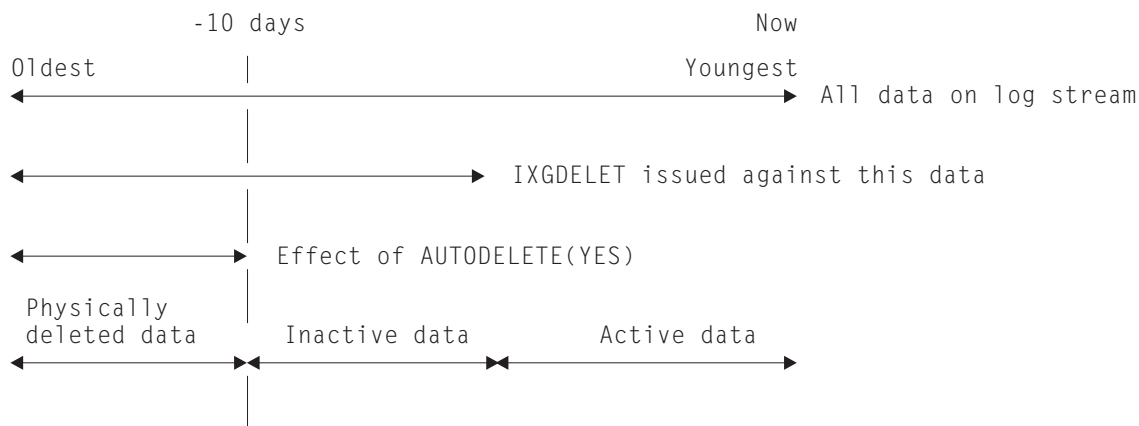 -10 days Now
Oldest Youngest
All data on log stream
IXGDELET issued against this data
Effect of AUTODELETE(YES)
Physically
deleted data Inactive data Active data